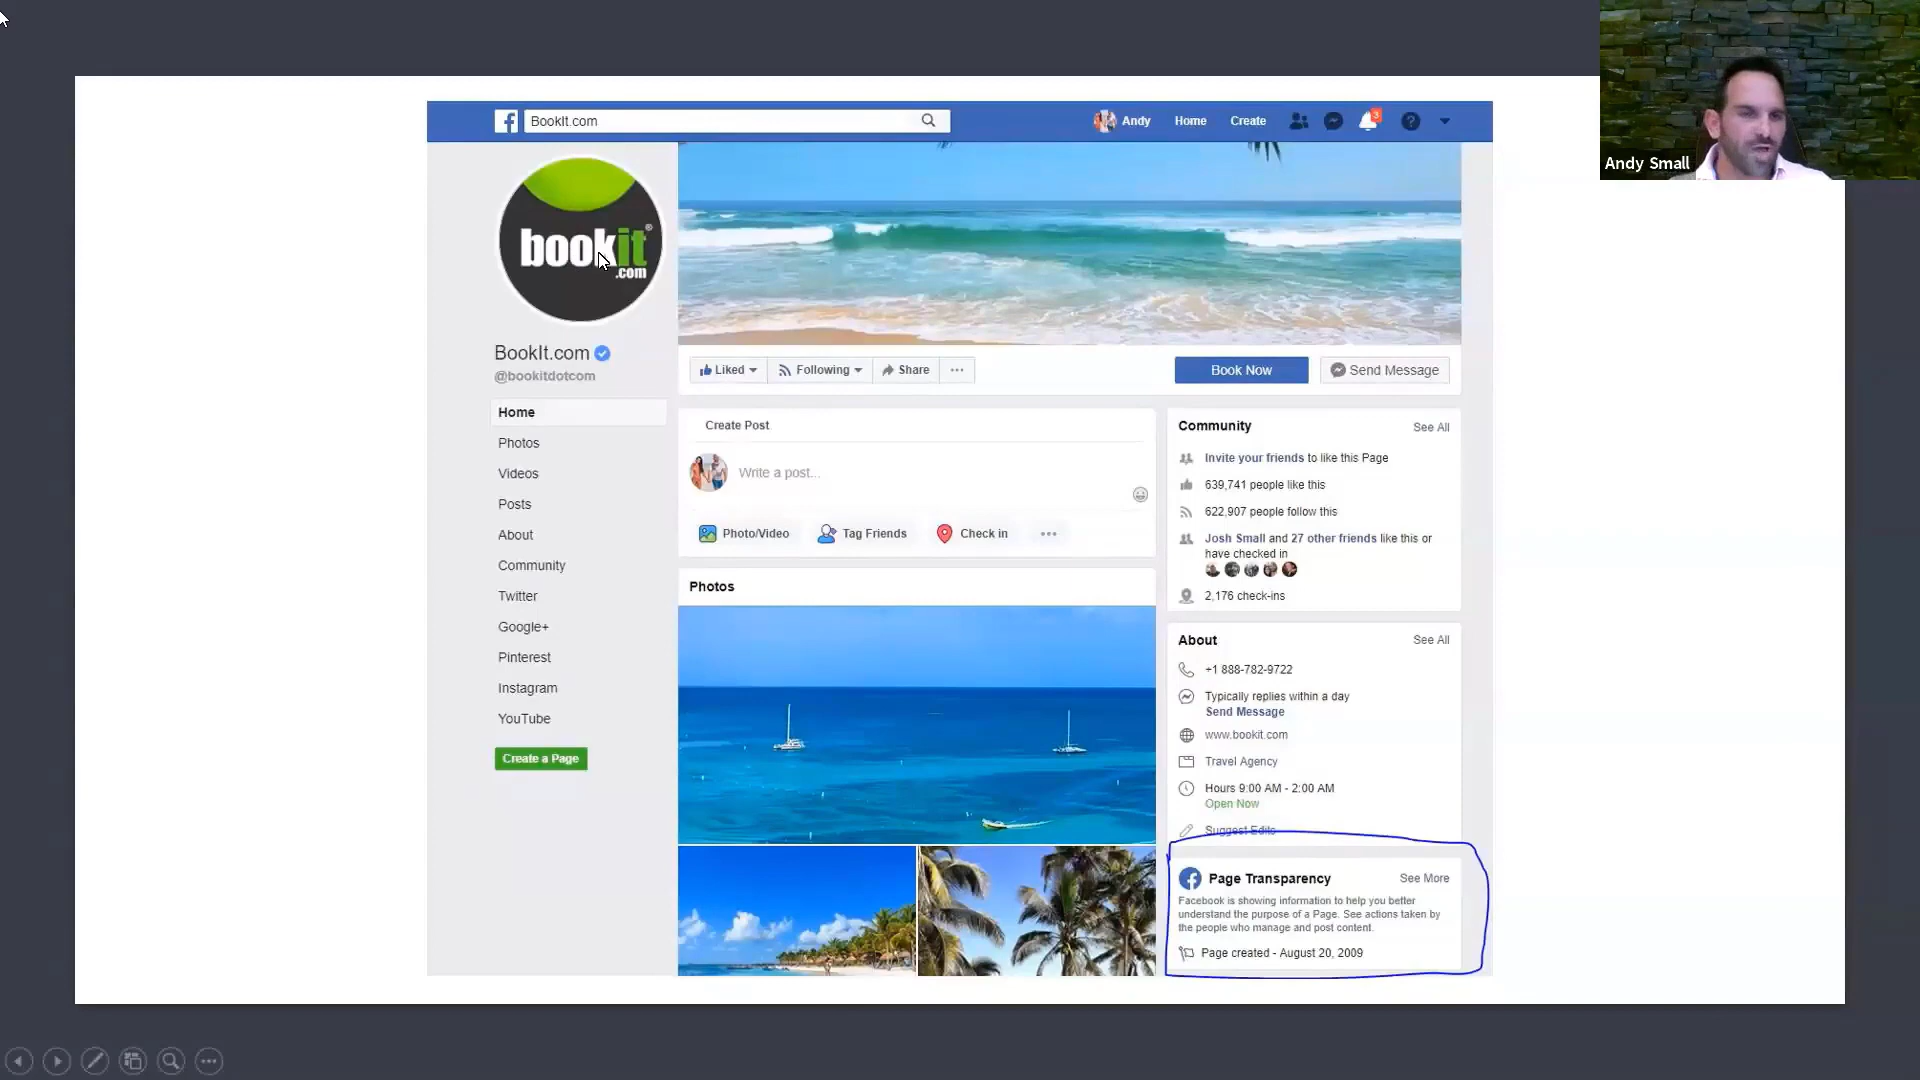 BookIt.com
Andy
Home
Create
3
Andy Small
bookit®
.com
BookIt.com
@bookitdotcom
Liked
Following
Share
Book Now
Send Message
Home
Photos
Videos
Posts
About
Community
Twitter
Google+
Pinterest
Instagram
YouTube
Create a Page
Create Post
Write a post...
Photo/Video
Tag Friends
Check in
Photos
Community
See All
Invite your friends to like this Page
639,741 people like this
622,907 people follow this
Josh Small and 27 other friends like this or
have checked in
2,176 check-ins
About
See All
+1 888-782-9722
Typically replies within a day
Send Message
www.bookit.com
Travel Agency
Hours 9:00 AM - 2:00 AM
Open Now
Suggest Edits
Page Transparency
See More
Facebook is showing information to help you better
understand the purpose of a Page. See actions taken by
the people who manage and post content.
Page created - August 20, 2009